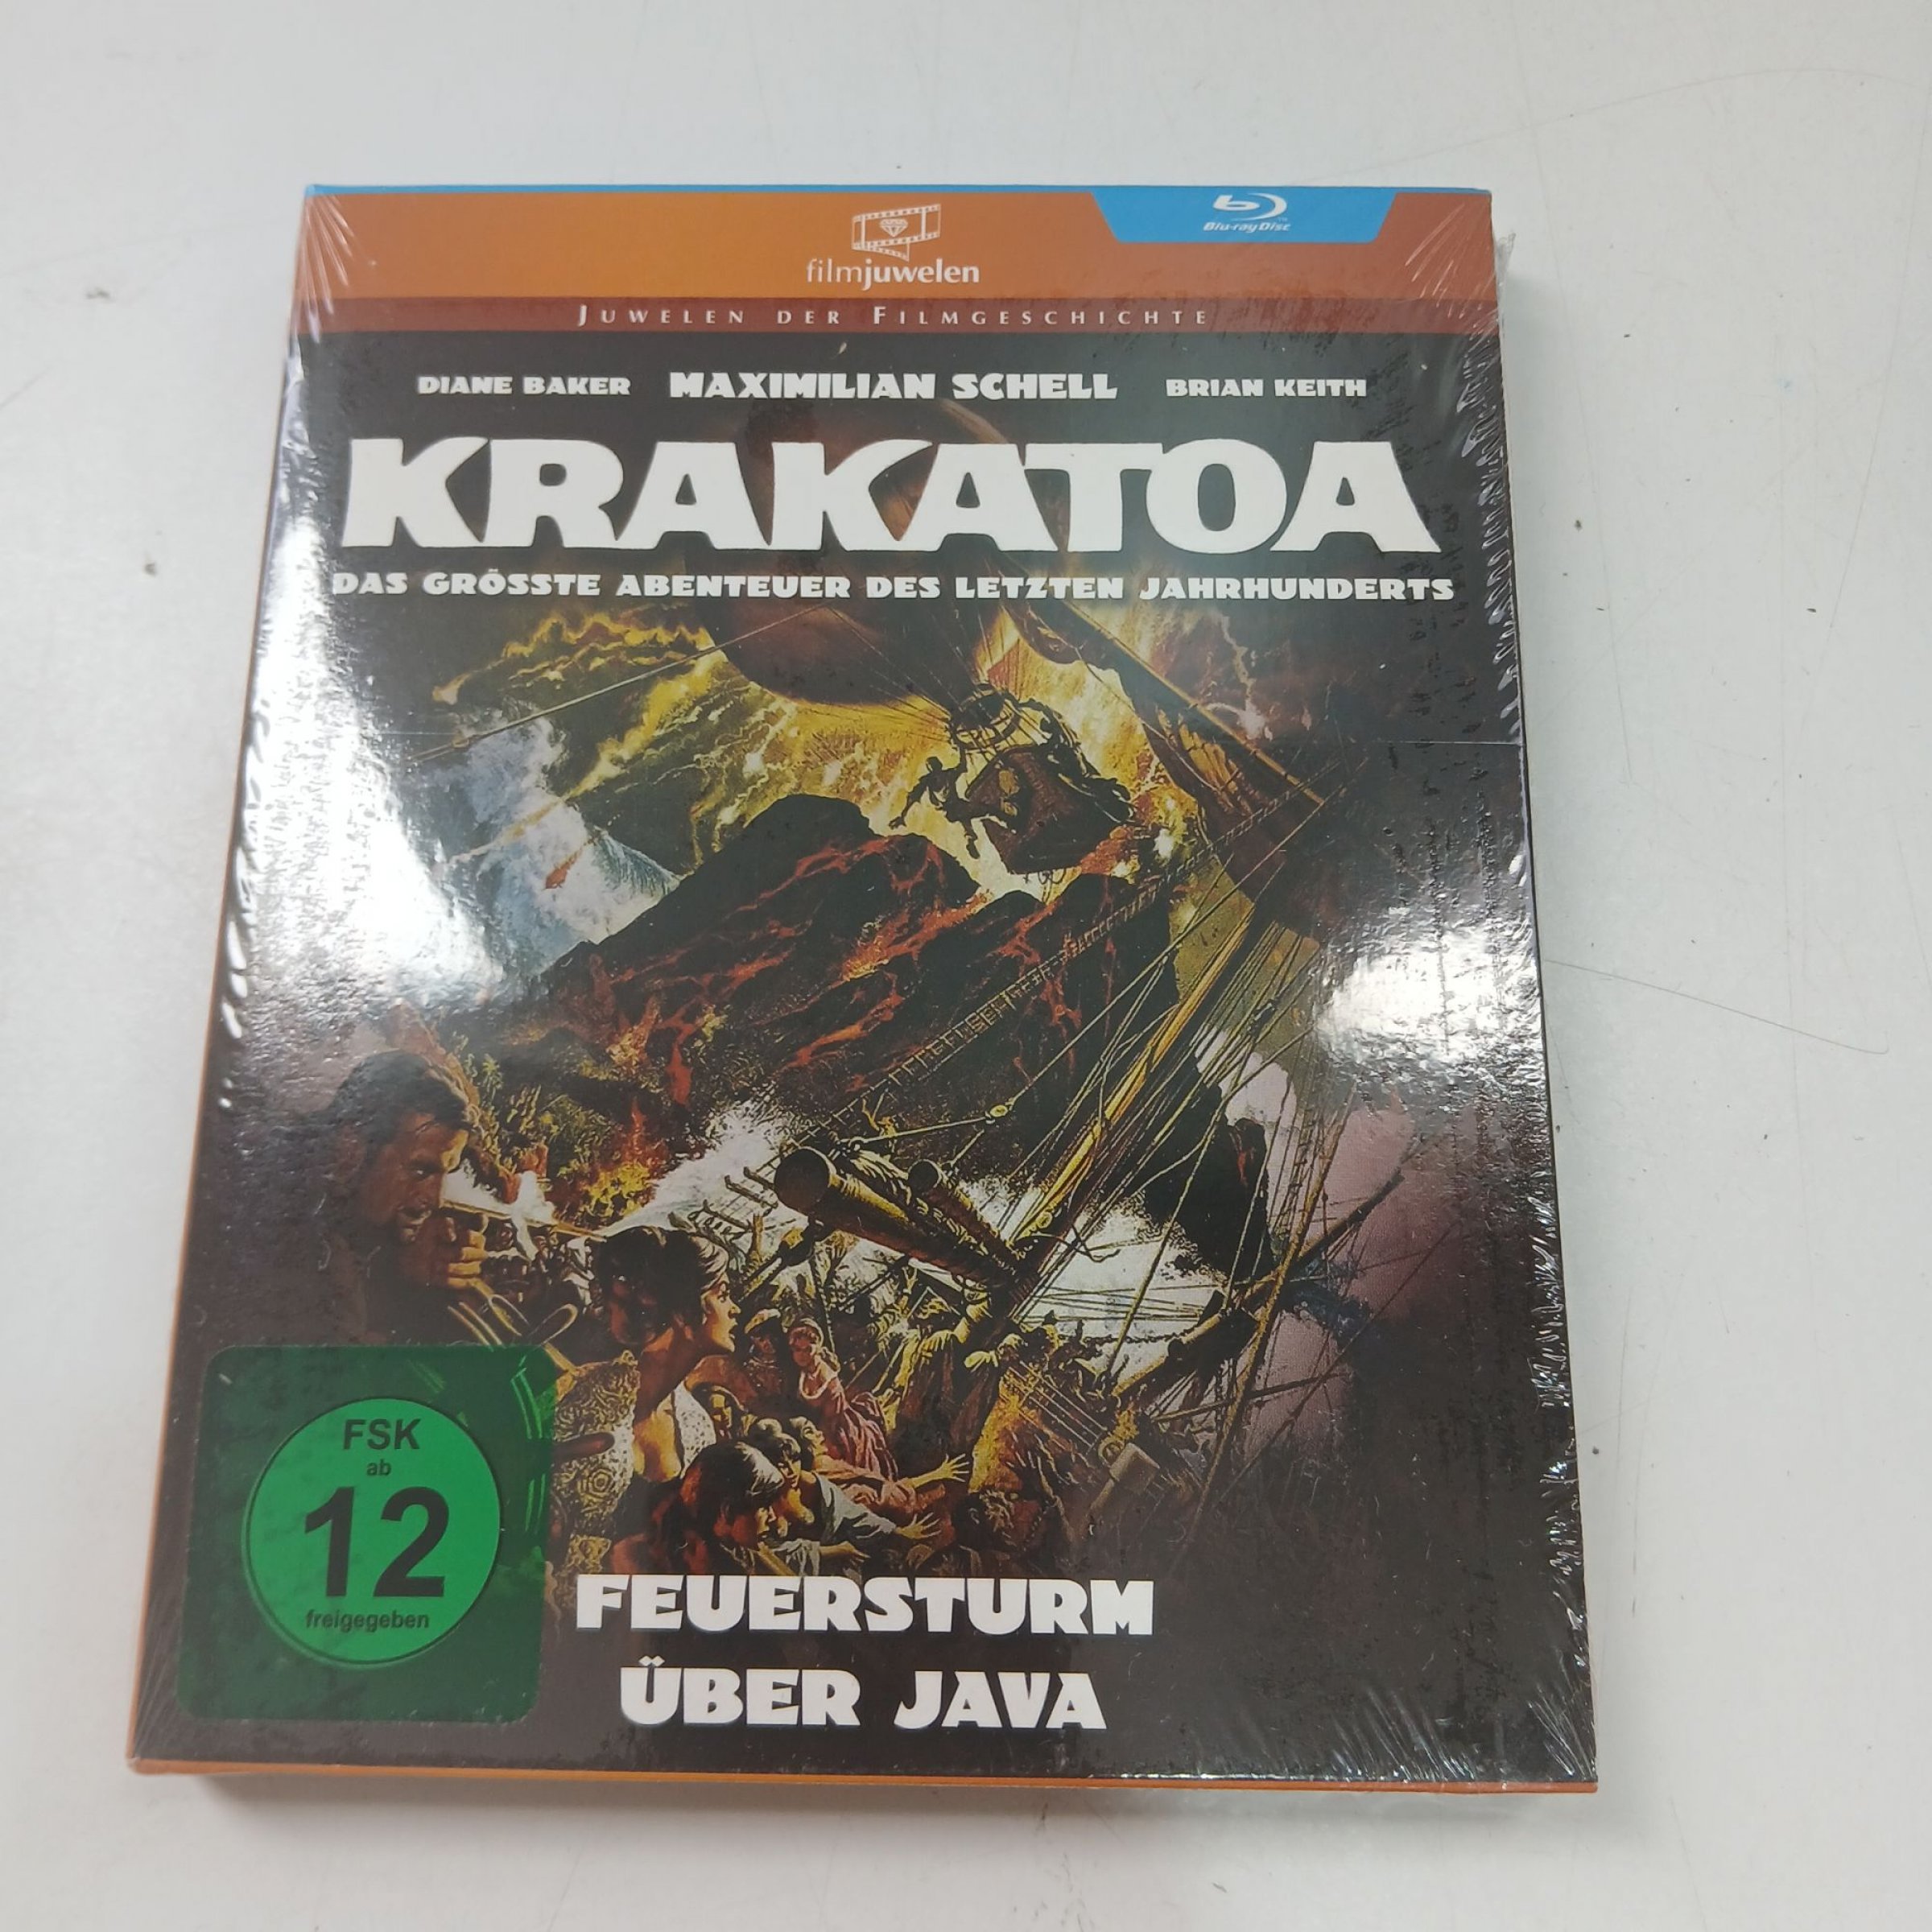 Blu-ray Disc
filmjuwelen
JUWELEN DER FILMGESCHICHTE
DIANE BAKER MAXIMILIAN SCHELL BRIAN KEITH
KRAKATOA
DAS GRÖSSTE ABENTEUER DES LETZTEN JAHRHUNDERTS
FSK
ab
12
freigegeben
FEUERSTURM
ÜBER JAVA